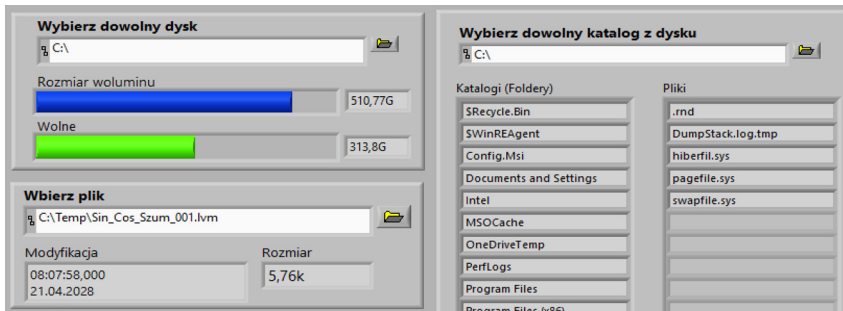 Wybierz dowolny dysk
C:\
Rozmiar woluminu
510,77G
Wolne
313,8G
Wbierz plik
C:\Temp\Sin_Cos_Szum_001.lvm
Modyfikacja
Rozmiar
08:07:58,000
21.04.2028
5,76k
Wybierz dowolny katalog z dysku
C:\
Katalogi (Foldery)
$Recycle.Bin
$WinREAgent
Config.Msi
Documents and Settings
Intel
MSOCache
OneDriveTemp
PerfLogs
Program Files
Program Files (x86)
Pliki
.rnd
DumpStack.log.tmp
hiberfil.sys
pagefile.sys
swapfile.sys